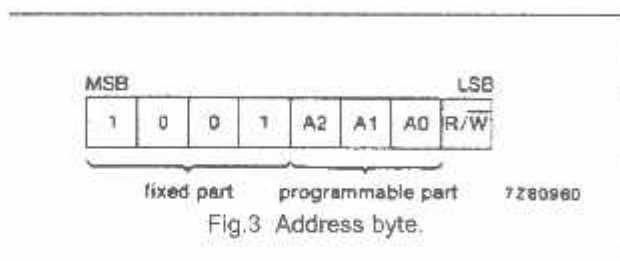 MSB LSB
1 0 0 1 A2 A1 A0 R/W̅
fixed part programmable part 7Z80960
Fig.3 Address byte.